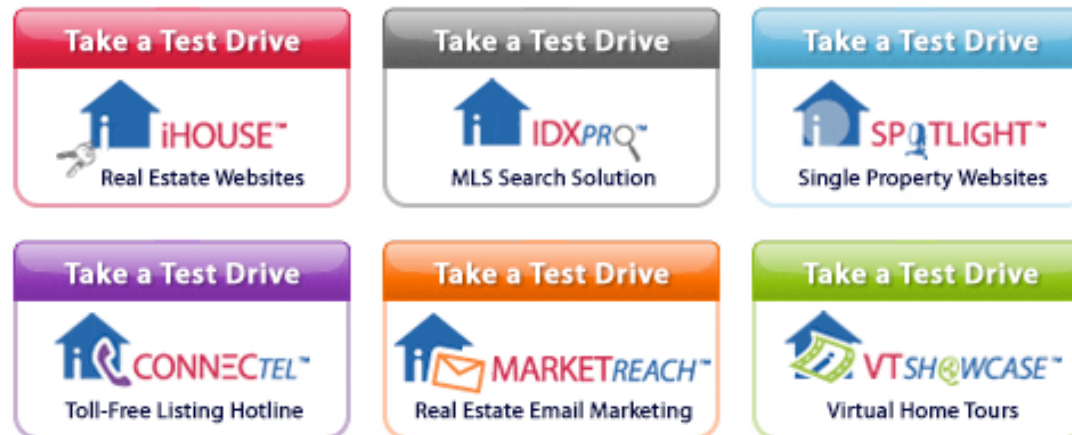 Take a Test Drive
iHOUSE™
Real Estate Websites
Take a Test Drive
i IDXPRO™
MLS Search Solution
Take a Test Drive
i SPOTLIGHT™
Single Property Websites
Take a Test Drive
i CONNECTEL™
Toll-Free Listing Hotline
Take a Test Drive
i MARKETREACH™
Real Estate Email Marketing
Take a Test Drive
i VTSHOWCASE™
Virtual Home Tours